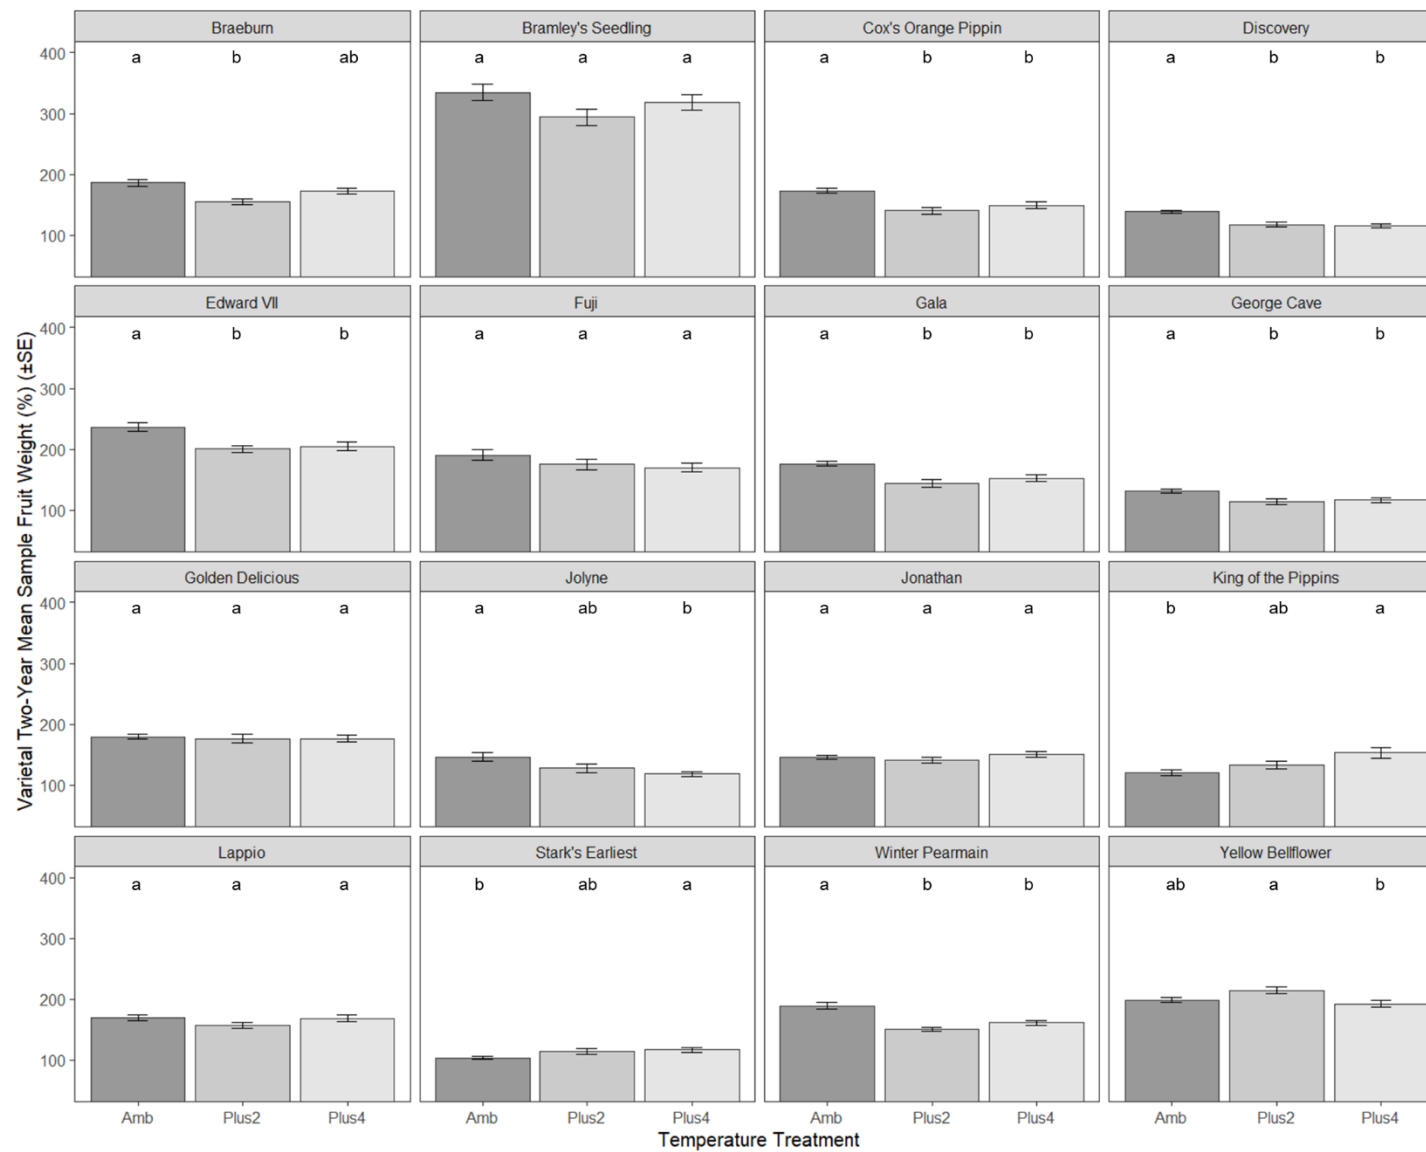 Braeburn Bramley's Seedling Cox's Orange Pippin Discovery
400 a b ab a a a a b b a b b
300
200
100
Edward VII Fuji Gala George Cave
400 a b b a a a a b b a b b
300
200
100
Golden Delicious Jolyne Jonathan King of the Pippins
400 a a a a ab b a a a b ab a
300
200
100
Lappio Stark's Earliest Winter Pearmain Yellow Bellflower
400 a a a b ab a a b b ab a b
300
200
100
Amb Plus2 Plus4 Amb Plus2 Plus4 Amb Plus2 Plus4 Amb Plus2 Plus4
Temperature Treatment
Varietal Two-Year Mean Sample Fruit Weight (%) (±SE)